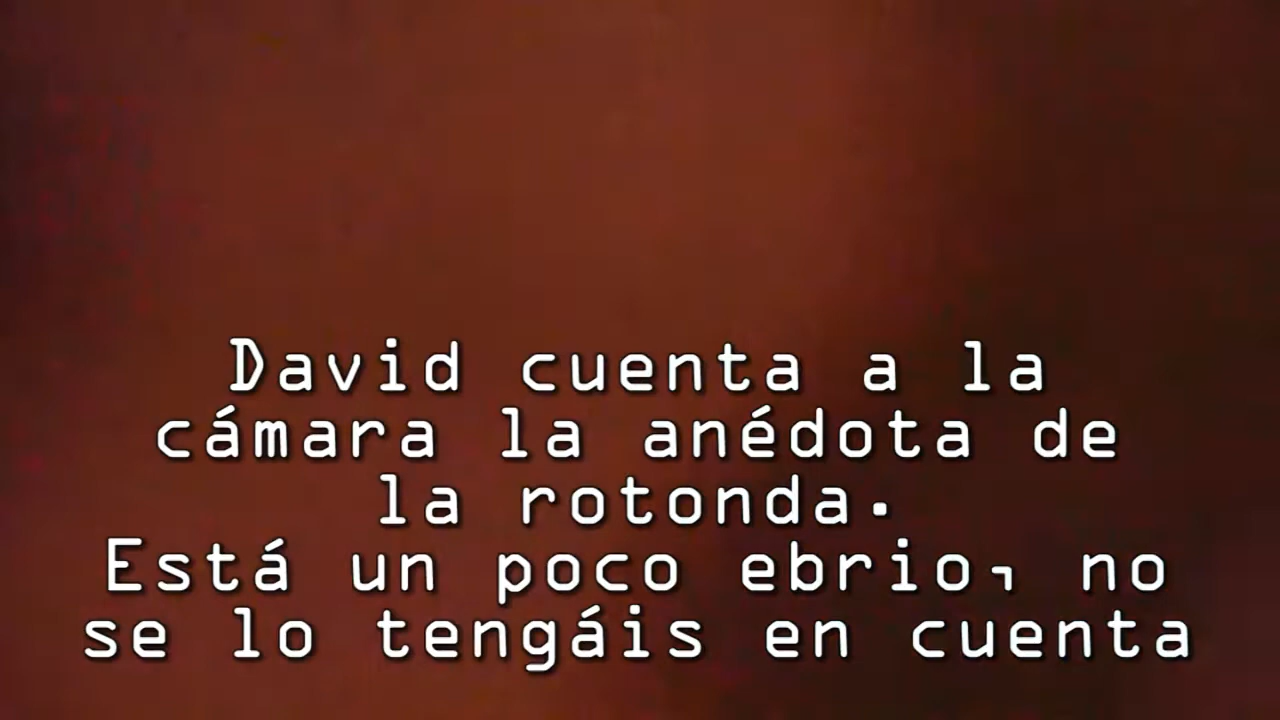 David cuenta a la
cámara la anédota de
la rotonda.
Está un poco ebrio, no
se lo tengáis en cuenta